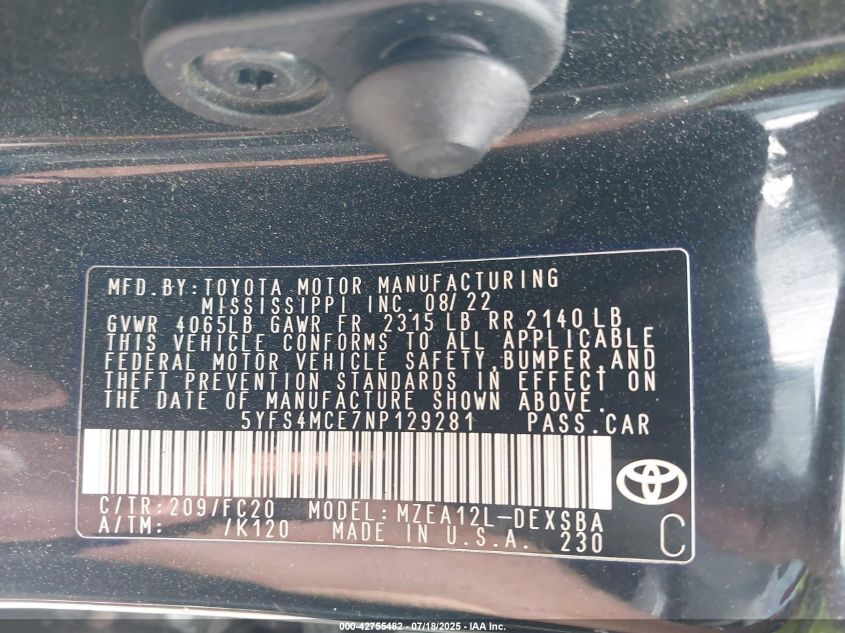 MFD.BY:TOYOTA MOTOR MANUFACTURING
MISSISSIPPI INC. 08/22
GVWR 4065LB GAWR FR 2315 LB RR 2140 LB
THIS VEHICLE CONFORMS TO ALL APPLICABLE
FEDERAL MOTOR VEHICLE SAFETY,BUMPER,AND
THEFT PREVENTION STANDARDS IN EFFECT ON
THE DATE OF MANUFACTURE SHOWN ABOVE.
5YFS4MCE7NP129281 PASS.CAR
C/TR:209/FC20 MODEL:MZEA12L-DEXSBA
A/TM: /K120 MADE IN U.S.A. 230 C
000-42755482 - 07/18/2025 - IAA Inc.